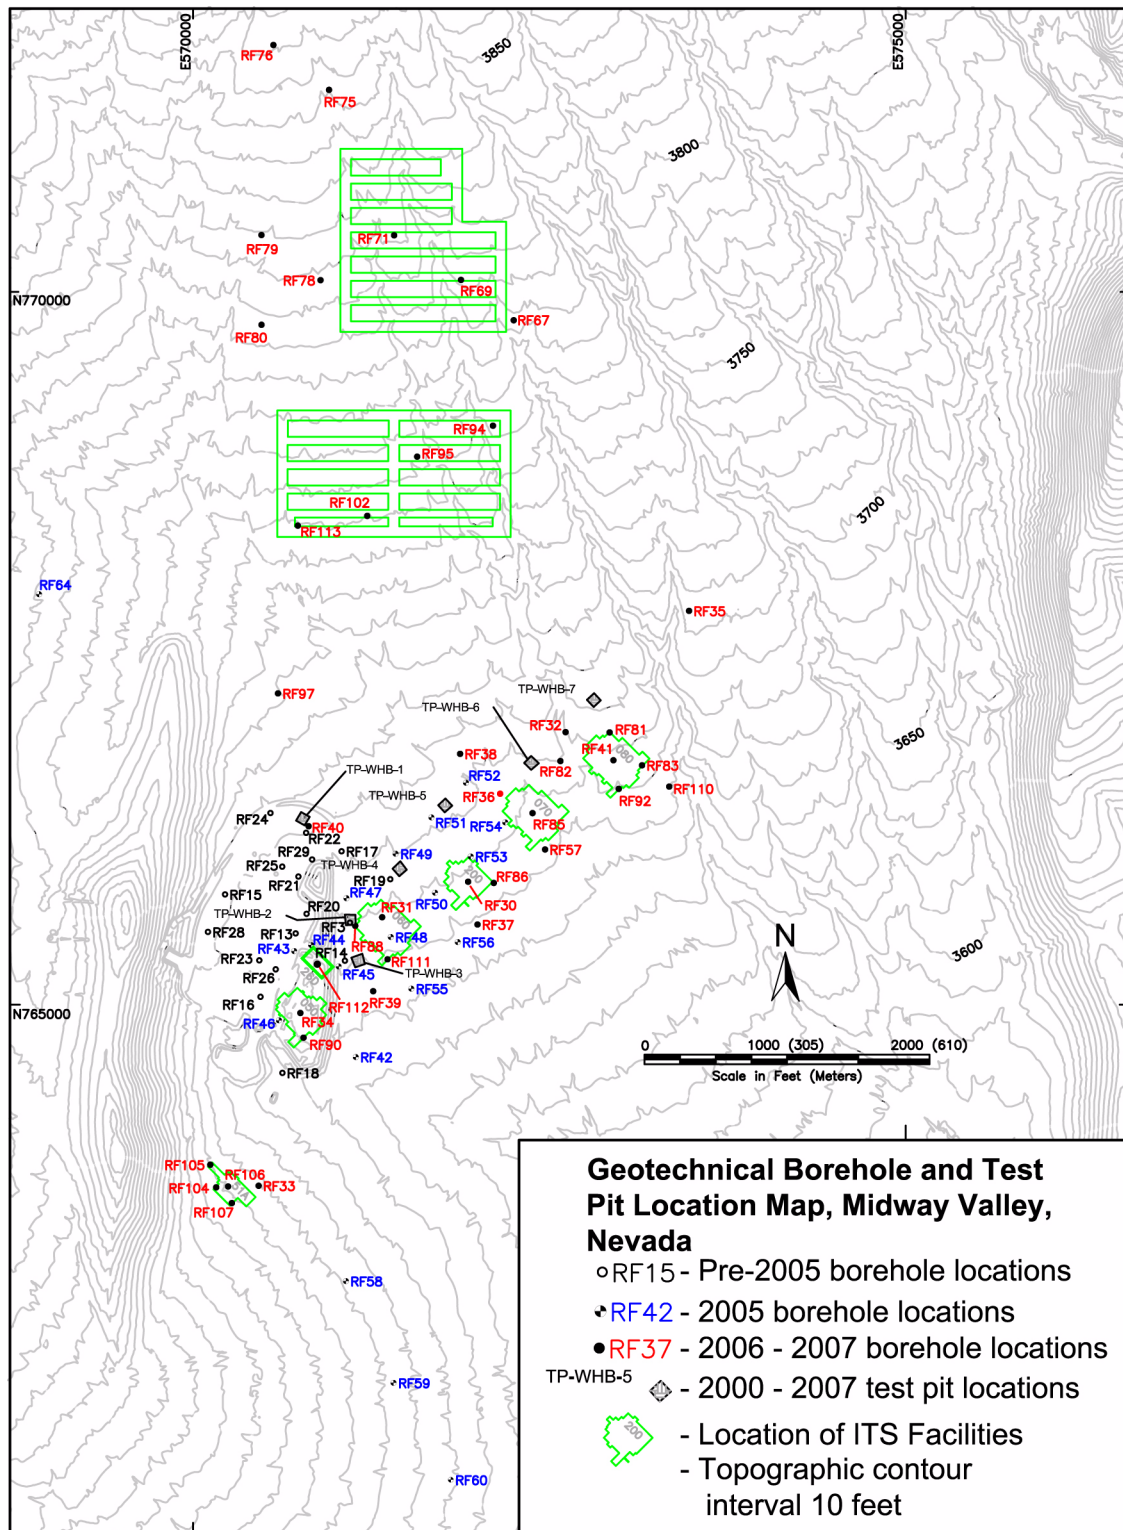 E570000
E575000
3850
RF76
RF75
3800
RF79
RF71
RF78
RF69
N770000
RF67
RF80
3750
RF94
RF95
RF102
RF113
3700
RF64
RF35
RF97
TP-WHB-7
TP-WHB-6
RF32
RF81
3650
RF38
RF41
080
RF82
RF83
TP-WHB-1
RF52
RF36
RF110
RF92
TP-WHB-5
070
RF24
RF40
RF51
RF54
RF85
RF22
RF29
RF17
RF57
RF49
RF53
RF25
TP-WHB-4
200
RF21
RF19
RF86
RF15
RF47
RF50
RF30
RF20
TP-WHB-2
RF31
060
RF3
RF37
RF28
RF13
RF48
RF88
RF56
3600
RF43
RF44
RF14
RF23
RF111
RF26
RF45
TP-WHB-3
RF55
RF39
RF16
RF112
N765000
RF46
RF34
RF90
RF42
RF18
N
0 1000 (305) 2000 (610)
Scale in Feet (Meters)
RF105
RF106
RF104
51A
RF33
RF107
RF58
RF59
RF60
Geotechnical Borehole and Test
Pit Location Map, Midway Valley,
Nevada
RF15 - Pre-2005 borehole locations
RF42 - 2005 borehole locations
RF37 - 2006 - 2007 borehole locations
TP-WHB-5 - 2000 - 2007 test pit locations
200 - Location of ITS Facilities
- Topographic contour
interval 10 feet